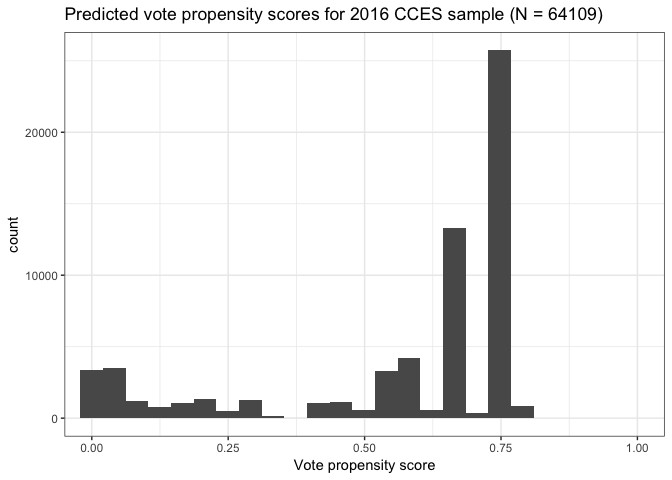 Predicted vote propensity scores for 2016 CCES sample (N = 64109)
count
20000
10000
0
0.00 0.25 0.50 0.75 1.00
Vote propensity score